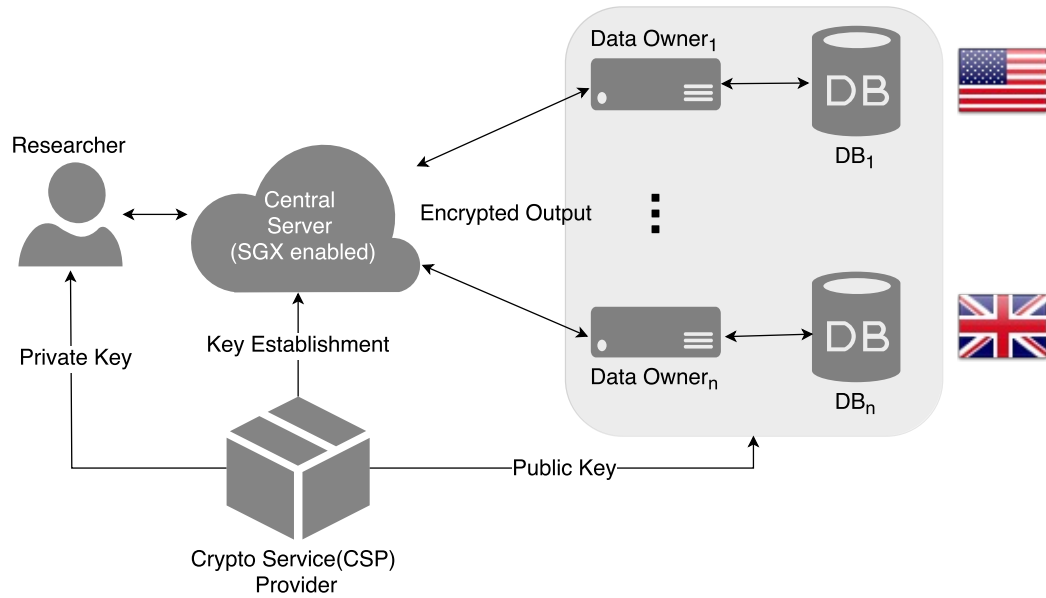 Data Owner₁
DB
DB₁
Researcher
Central
Server
(SGX enabled)
Encrypted Output
DB
Data Ownerₙ
DBₙ
Private Key
Key Establishment
Public Key
Crypto Service(CSP)
Provider